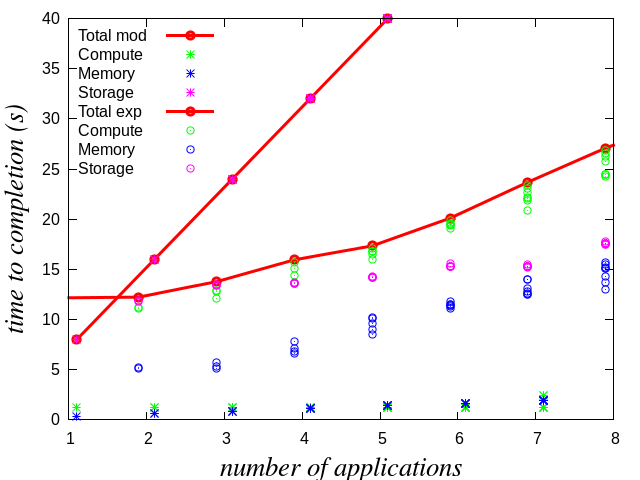 40
35
30
25
20
15
10
5
0
time to completion (s)
Total mod
Compute
Memory
Storage
Total exp
Compute
Memory
Storage
1 2 3 4 5 6 7 8
number of applications